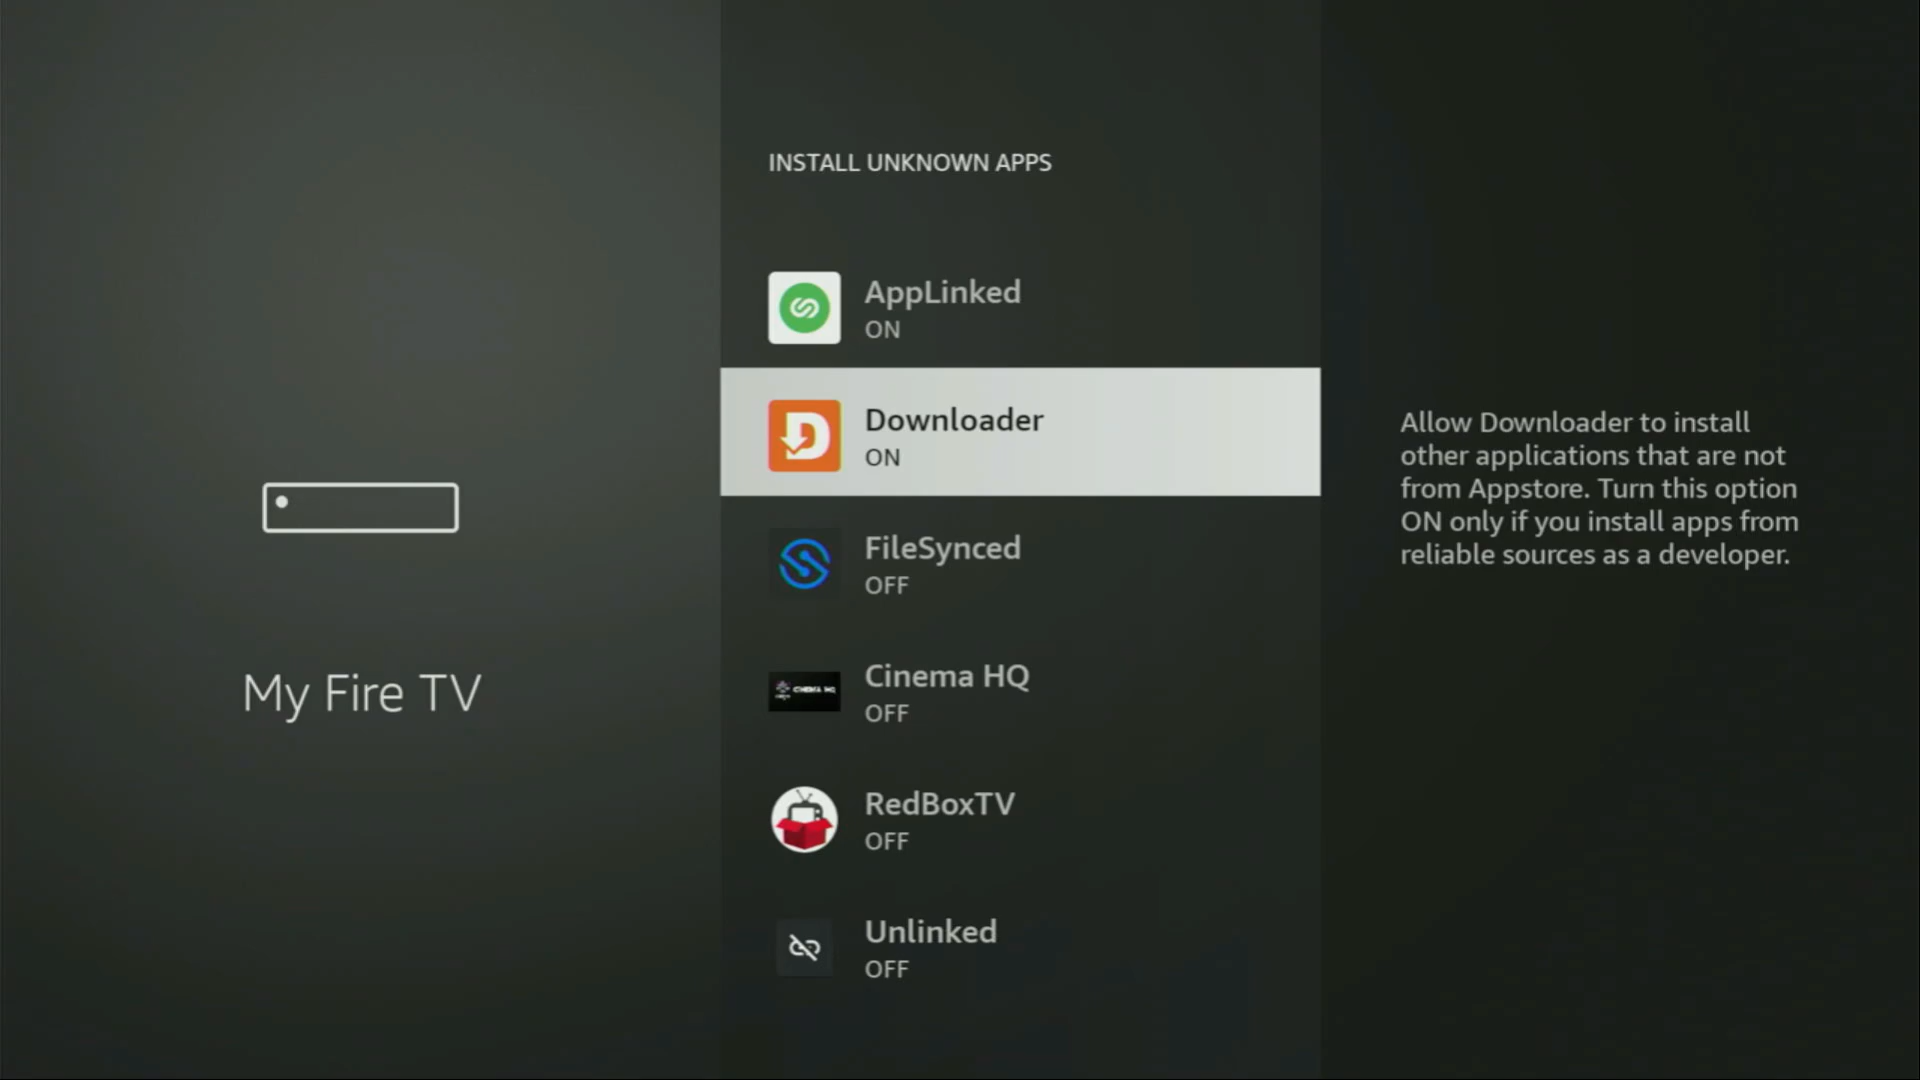 INSTALL UNKNOWN APPS
AppLinked
ON
Downloader
ON
FileSynced
OFF
CINEMA HQ
Cinema HQ
OFF
RedBoxTV
OFF
Unlinked
OFF
My Fire TV
Allow Downloader to install
other applications that are not
from Appstore. Turn this option
ON only if you install apps from
reliable sources as a developer.